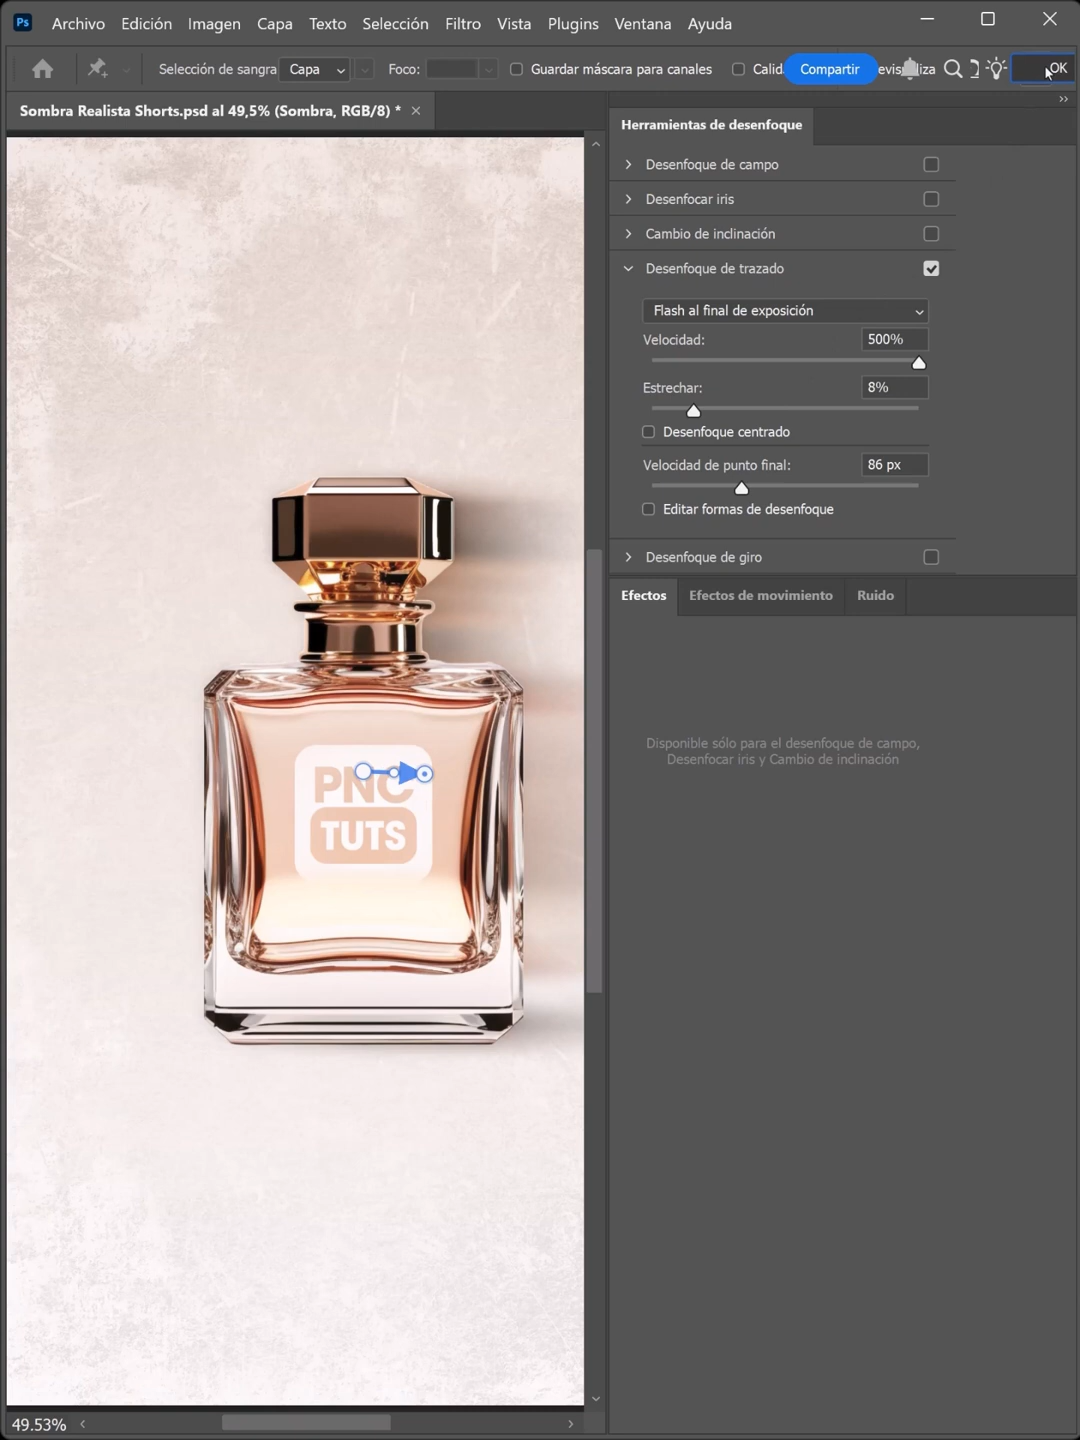 Ps Archivo Edición Imagen Capa Texto Selección Filtro Vista Plugins Ventana Ayuda
Selección de sangra Capa Foco: Guardar máscara para canales Calid Compartir evis liza OK
Sombra Realista Shorts.psd al 49,5% (Sombra, RGB/8) *
Herramientas de desenfoque
Desenfoque de campo
Desenfocar iris
Cambio de inclinación
Desenfoque de trazado
Flash al final de exposición
Velocidad: 500%
Estrechar: 8%
Desenfoque centrado
Velocidad de punto final: 86 px
Editar formas de desenfoque
Desenfoque de giro
Efectos Efectos de movimiento Ruido
Disponible sólo para el desenfoque de campo,
Desenfocar iris y Cambio de inclinación
PNC
TUTS
49.53%